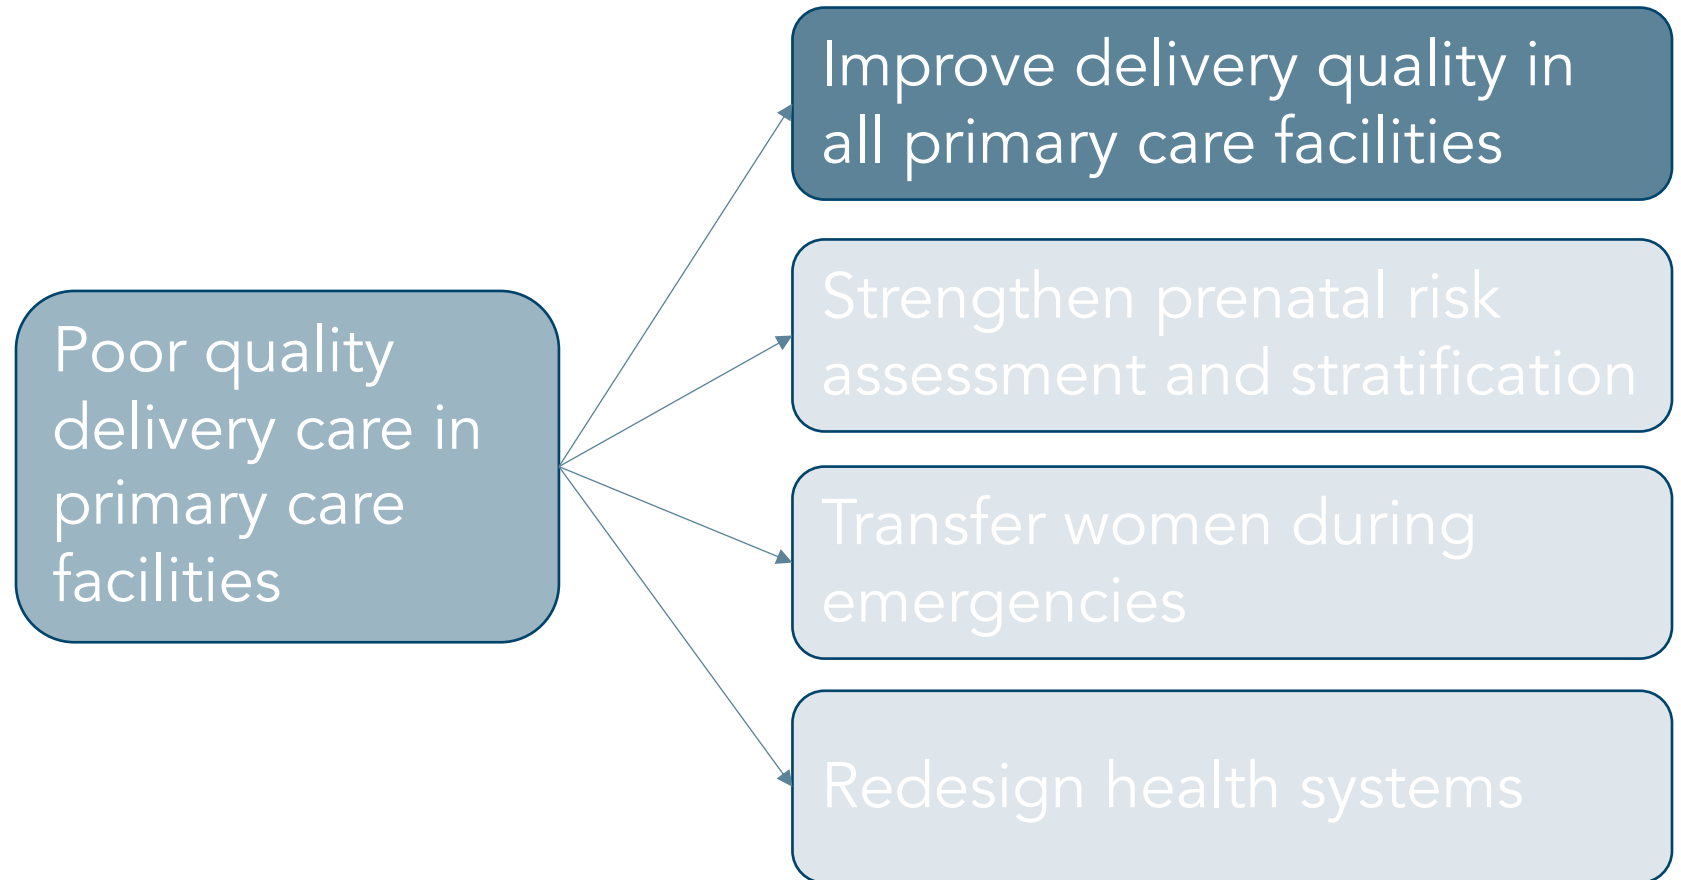 Poor quality
delivery care in
primary care
facilities
Improve delivery quality in
all primary care facilities
Strengthen prenatal risk
assessment and stratification
Transfer women during
emergencies
Redesign health systems